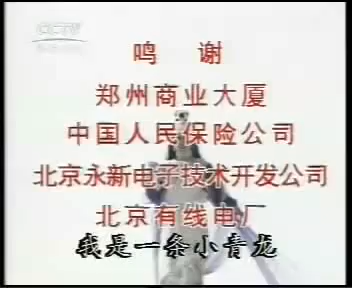 CCTV
鸣 谢
郑州商业大厦
中国人民保险公司
北京永新电子技术开发公司
北京有线电厂
我是一条小青龙